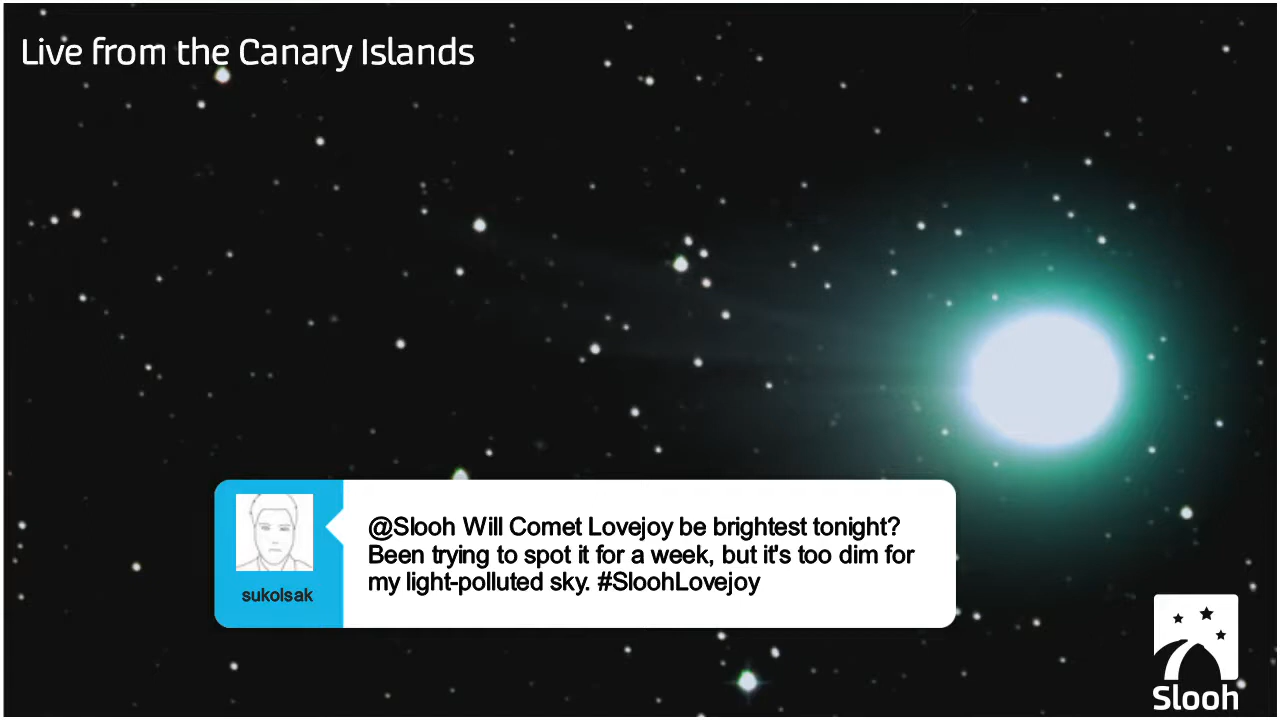 Live from the Canary Islands
@Slooh Will Comet Lovejoy be brightest tonight?
Been trying to spot it for a week, but it's too dim for
my light-polluted sky. #SloohLovejoy
sukolsak
Slooh